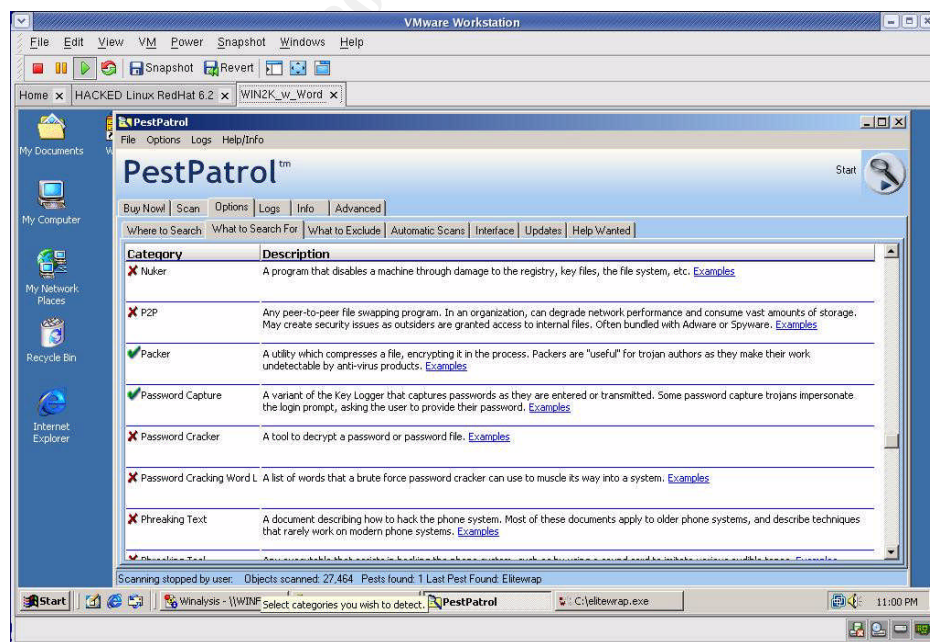 VMware Workstation
File Edit View VM Power Snapshot Windows Help
Snapshot Revert
Home HACKED Linux RedHat 6.2 WIN2K_w_Word
My Documents
My Computer
My Network Places
Recycle Bin
Internet Explorer
PestPatrol
File Options Logs Help/Info
PestPatrol™
Start
Buy Now! Scan Options Logs Info Advanced
Where to Search What to Search For What to Exclude Automatic Scans Interface Updates Help Wanted
Category Description
Nuker A program that disables a machine through damage to the registry, key files, the file system, etc. Examples
P2P Any peer-to-peer file swapping program. In an organization, can degrade network performance and consume vast amounts of storage.
May create security issues as outsiders are granted access to internal files. Often bundled with Adware or Spyware. Examples
Packer A utility which compresses a file, encrypting it in the process. Packers are "useful" for trojan authors as they make their work
undetectable by anti-virus products. Examples
Password Capture A variant of the Key Logger that captures passwords as they are entered or transmitted. Some password capture trojans impersonate
the login prompt, asking the user to provide their password. Examples
Password Cracker A tool to decrypt a password or password file. Examples
Password Cracking Word L A list of words that a brute force password cracker can use to muscle its way into a system. Examples
Phreaking Text A document describing how to hack the phone system. Most of these documents apply to older phone systems, and describe techniques
that rarely work on modern phone systems. Examples
Scanning stopped by user. Objects scanned: 27,464 Pests found: 1 Last Pest Found: Elitewrap
Start Winalysis - \\WINF PestPatrol C:\elitewrap.exe 11:00 PM
Select categories you wish to detect.